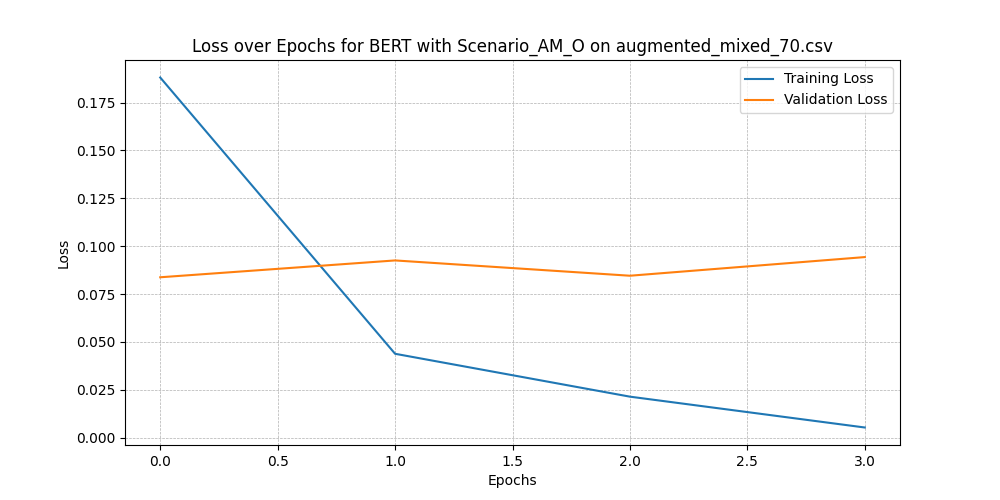 Loss over Epochs for BERT with Scenario_AM_O on augmented_mixed_70.csv
Training Loss
Validation Loss
0.175
0.150
0.125
0.100
0.075
0.050
0.025
0.000
Loss
0.0 0.5 1.0 1.5 2.0 2.5 3.0
Epochs